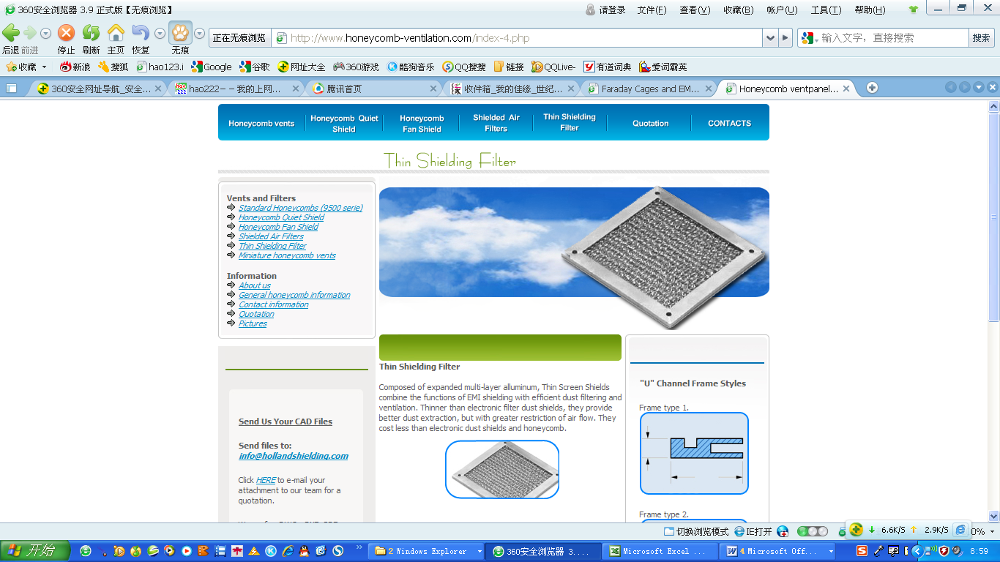 360安全浏览器 3.9 正式版【无痕浏览】
请登录 文件(F) 查看(V) 收藏(B) 帐户(U) 工具(T) 帮助(H)
正在无痕浏览 http://www.honeycomb-ventilation.com/index-4.php 输入文字，直接搜索 搜索
后退 前进 停止 刷新 主页 恢复 无痕
收藏 新浪 搜狐 hao123.i Google 谷歌 网址大全 360游戏 酷狗音乐 QQ搜搜 链接 QQLive- 有道词典 爱词霸英
360安全网址导航_安全... hao222－－我的上网... 腾讯首页 收件箱_我的佳缘_世纪... Faraday Cages and EM... Honeycomb ventpanel...
Honeycomb vents
Honeycomb Quiet Shield
Honeycomb Fan Shield
Shielded Air Filters
Thin Shielding Filter
Quotation
CONTACTS
Thin Shielding Filter
Vents and Filters
Standard Honeycombs (9500 serie)
Honeycomb Quiet Shield
Honeycomb Fan Shield
Shielded Air Filters
Thin Shielding Filter
Miniature honeycomb vents
Information
About us
General honeycomb information
Contact information
Quotation
Pictures
Send Us Your CAD Files
Send files to:
info@hollandshielding.com
Click HERE to e-mail your
attachment to our team for a
quotation.
Thin Shielding Filter
Composed of expanded multi-layer alluminum, Thin Screen Shields
combine the functions of EMI shielding with efficient dust filtering and
ventilation. Thinner than electronic filter dust shields, they provide
better dust extraction, but with greater restriction of air flow. They
cost less than electronic dust shields and honeycomb.
"U" Channel Frame Styles
Frame type 1.
Frame type 2.
切换浏览模式 IE打开 6.6K/S 2.9K/S 0%
开始 2 Windows Explorer 360安全浏览器 3.... Microsoft Excel ... 4 Microsoft Off... 8:59